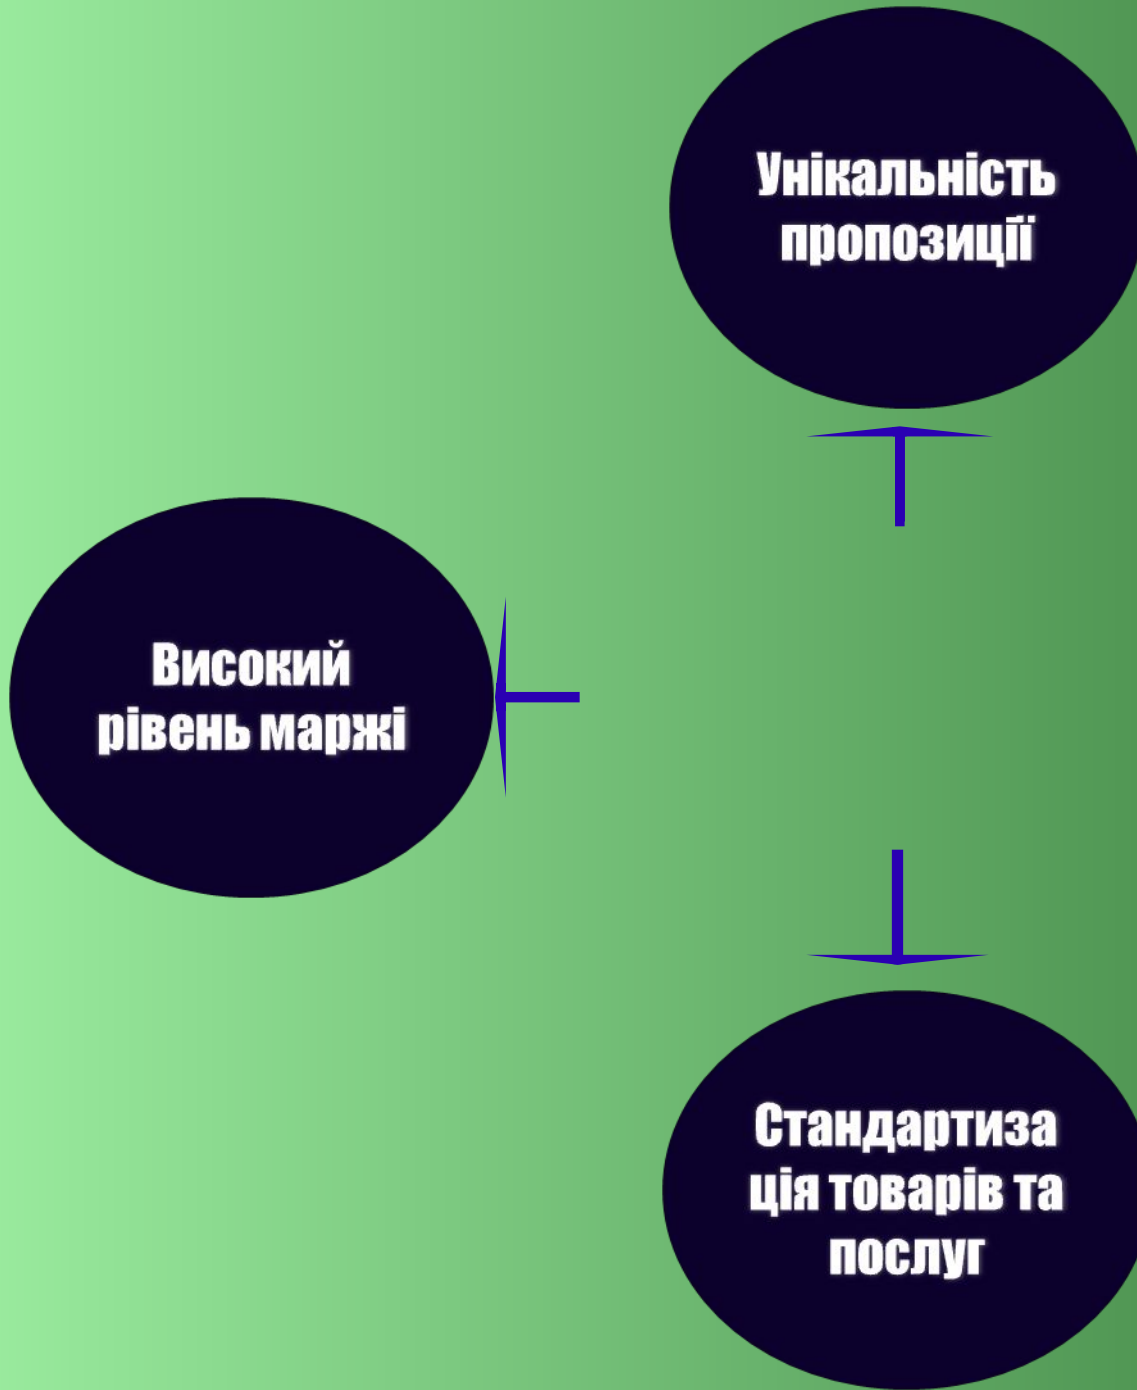 Унікальність
пропозиції
Високий
рівень маржі
Стандартиза
ція товарів та
послуг